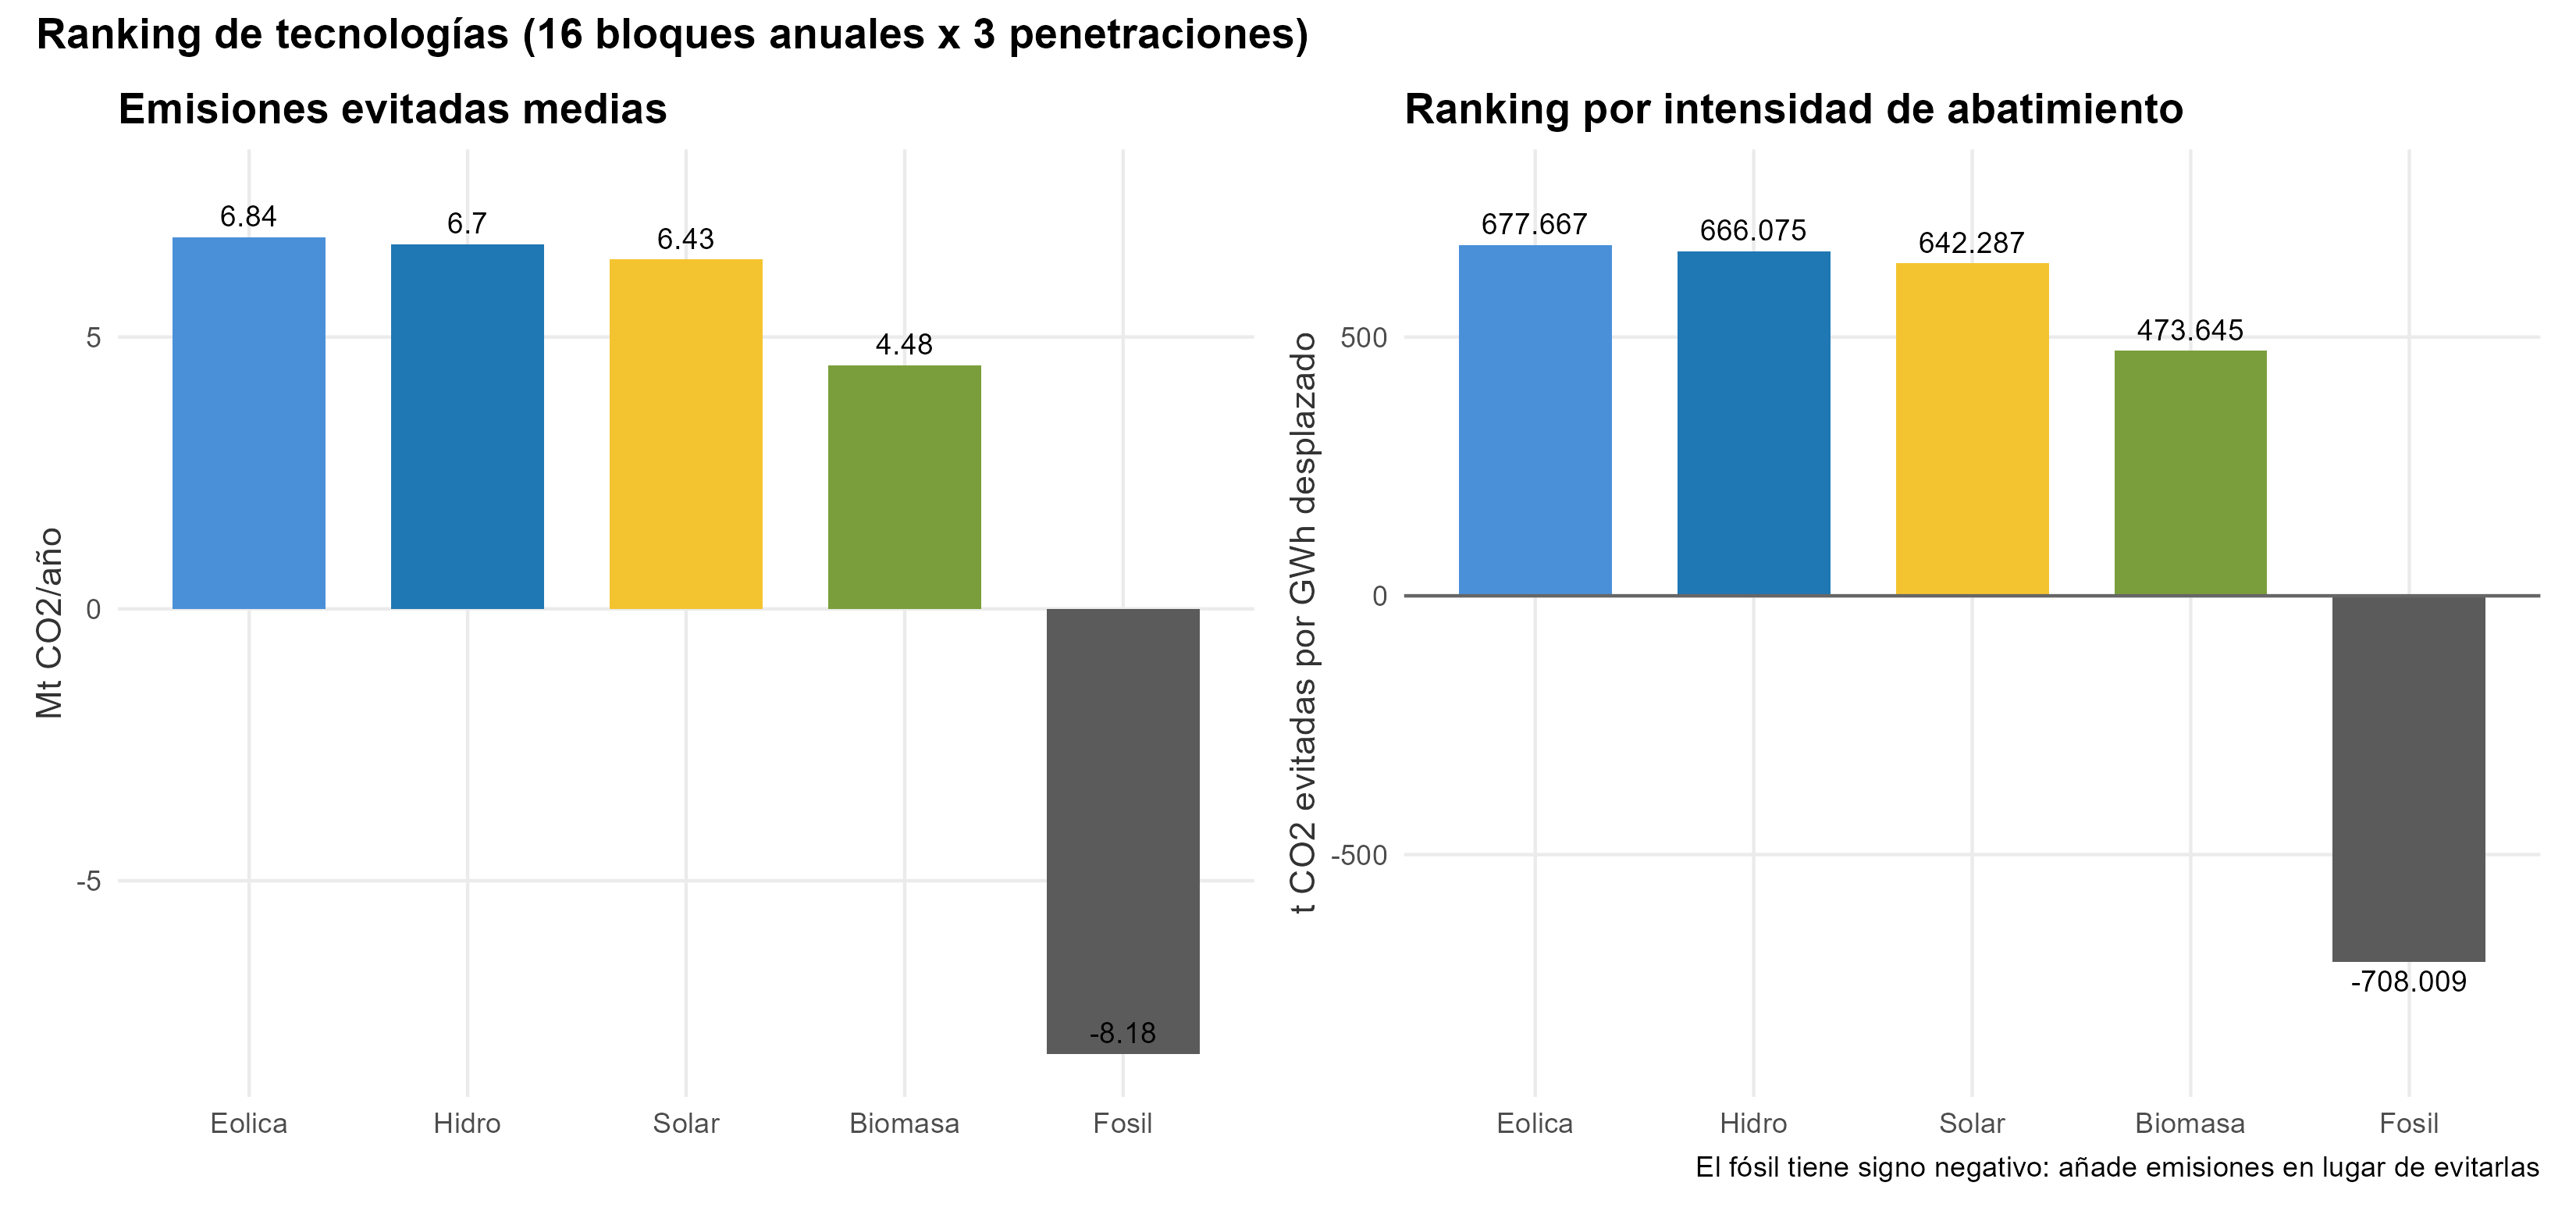 Ranking de tecnologías (16 bloques anuales x 3 penetraciones)
Emisiones evitadas medias
Mt CO2/año
5
0
-5
6.84
6.7
6.43
4.48
-8.18
Eolica
Hidro
Solar
Biomasa
Fosil
Ranking por intensidad de abatimiento
t CO2 evitadas por GWh desplazado
500
0
-500
677.667
666.075
642.287
473.645
-708.009
Eolica
Hidro
Solar
Biomasa
Fosil
El fósil tiene signo negativo: añade emisiones en lugar de evitarlas